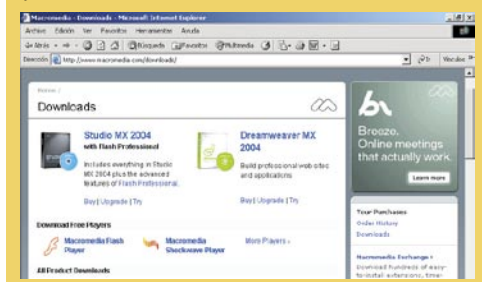 Macromedia - Downloads - Microsoft Internet Explorer
Archivo Edición Ver Favoritos Herramientas Ayuda
Atrás Búsqueda Favoritos Multimedia
Dirección http://www.macromedia.com/downloads/ Ir Vínculos
Home /
Downloads
Studio MX 2004
with Flash Professional
Includes everything in Studio
MX 2004 plus the advanced
features of Flash Professional.
Buy | Upgrade | Try
Dreamweaver MX
2004
Build professional web sites
and applications
Buy | Upgrade | Try
Breeze.
Online meetings
that actually work.
Learn more
Download Free Players
Macromedia Flash
Player
Macromedia
Shockwave Player
More Players ›
All Product Downloads
Your Purchases
Order History
Downloads
Macromedia Exchange ›
Download hundreds of easy-
to-install extensions, time-